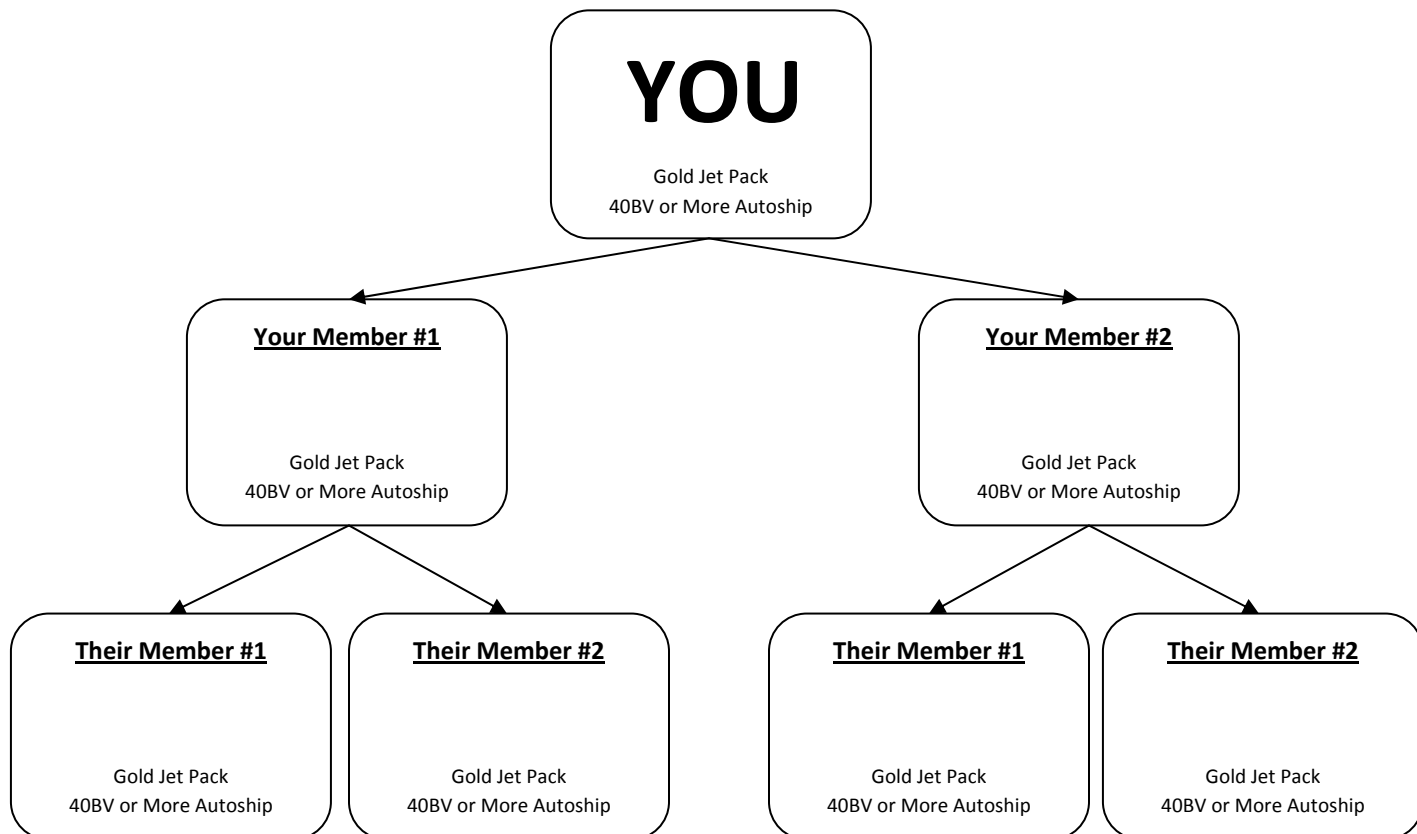 YOU
Gold Jet Pack
40BV or More Autoship
Your Member #1
Gold Jet Pack
40BV or More Autoship
Your Member #2
Gold Jet Pack
40BV or More Autoship
Their Member #1
Gold Jet Pack
40BV or More Autoship
Their Member #2
Gold Jet Pack
40BV or More Autoship
Their Member #1
Gold Jet Pack
40BV or More Autoship
Their Member #2
Gold Jet Pack
40BV or More Autoship